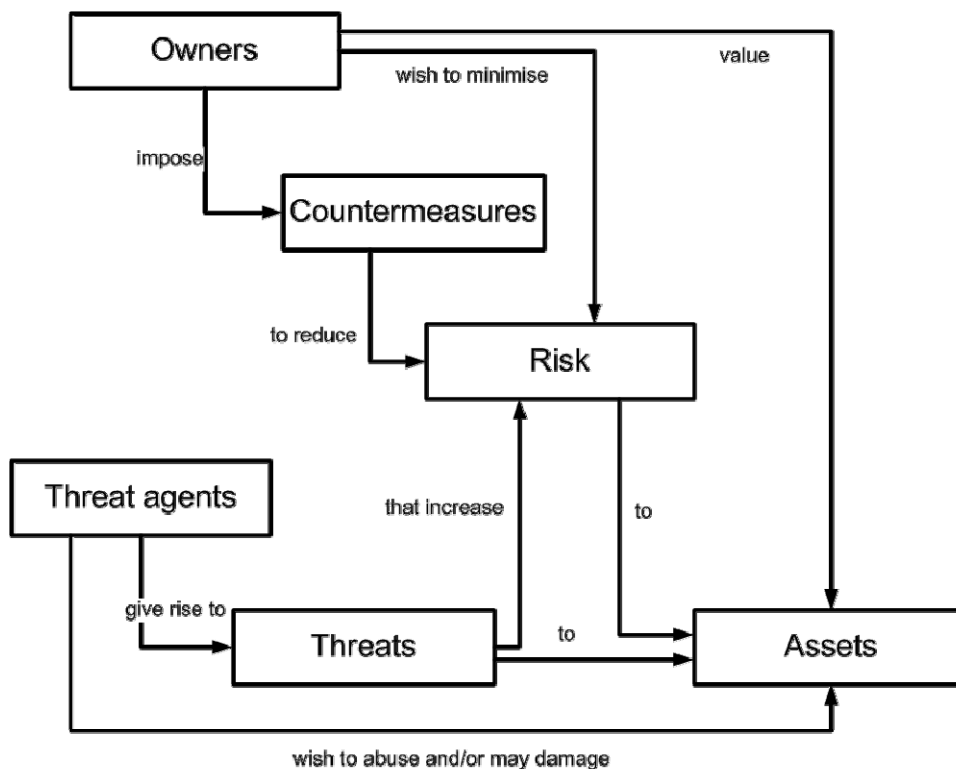 Owners
value
wish to minimise
impose
Countermeasures
to reduce
Risk
Threat agents
that increase
to
give rise to
Threats
to
Assets
wish to abuse and/or may damage